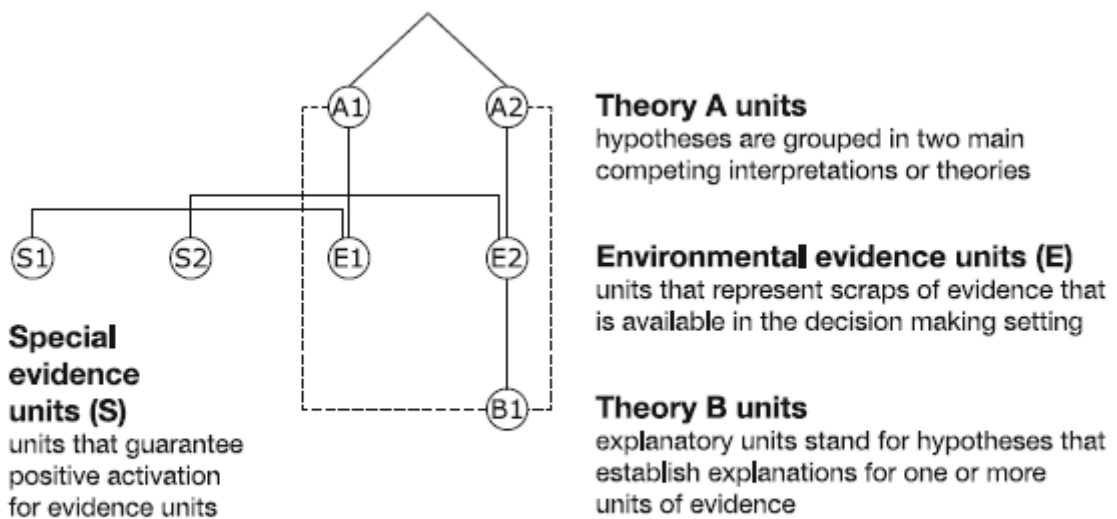 A1
A2
Theory A units
hypotheses are grouped in two main
competing interpretations or theories
S1
S2
E1
E2
Environmental evidence units (E)
units that represent scraps of evidence that
is available in the decision making setting
Special
evidence
units (S)
units that guarantee
positive activation
for evidence units
B1
Theory B units
explanatory units stand for hypotheses that
establish explanations for one or more
units of evidence